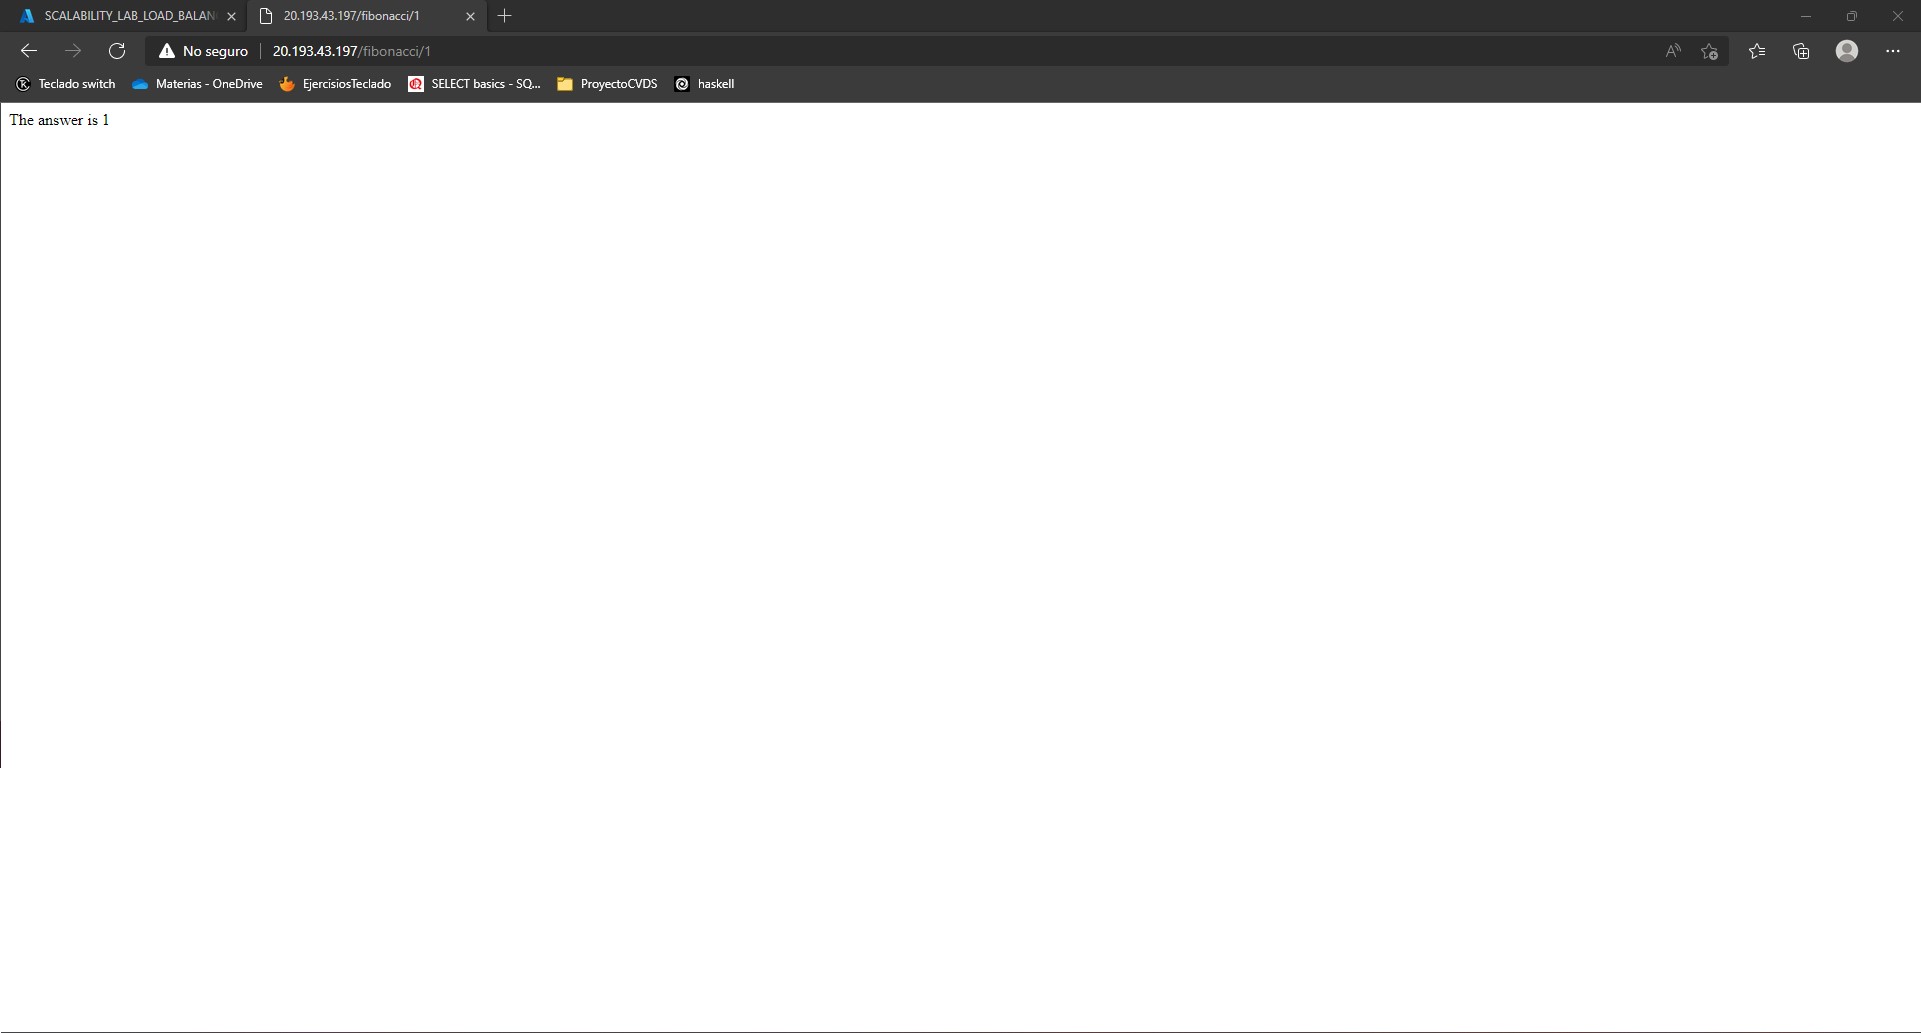 SCALABILITY_LAB_LOAD_BALAN
20.193.43.197/fibonacci/1
No seguro
20.193.43.197/fibonacci/1
Teclado switch
Materias - OneDrive
EjercisiosTeclado
SELECT basics - SQ...
ProyectoCVDS
haskell
The answer is 1